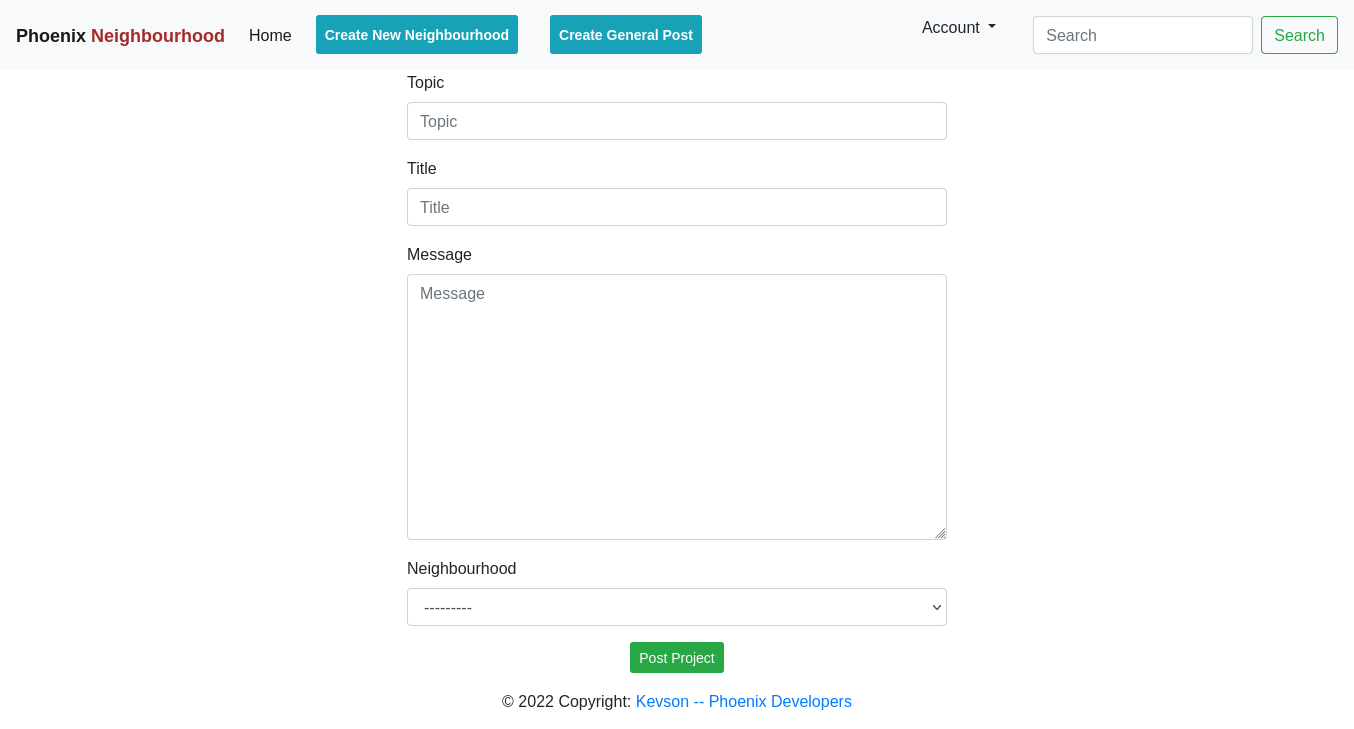 Phoenix Neighbourhood Home Create New Neighbourhood Create General Post Account Search Search
Topic
Topic
Title
Title
Message
Message
Neighbourhood
---------
Post Project
© 2022 Copyright: Kevson -- Phoenix Developers